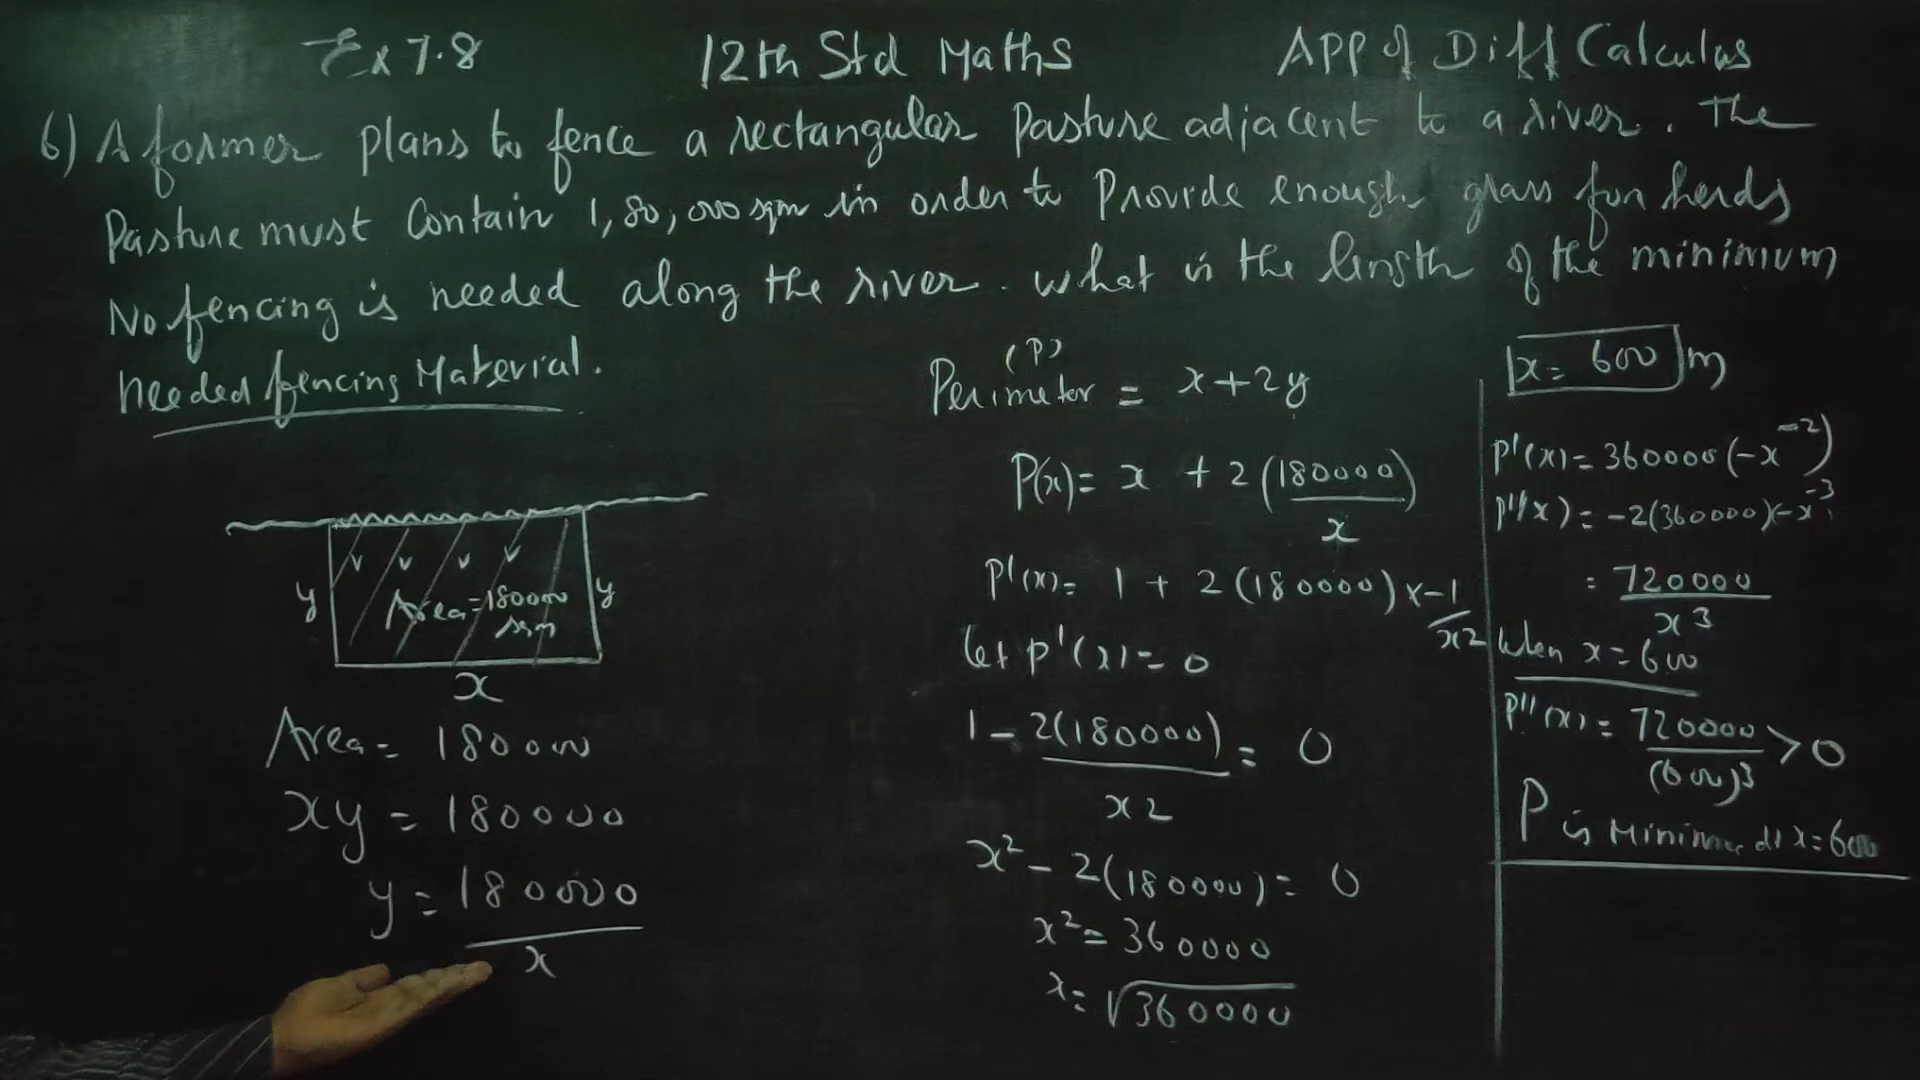 Ex 7.8 12th Std Maths APP of Diff Calculus
6) A former plans to fence a rectangular pasture adjacent to a river. The
Pasture must Contain 1,80,000 sqm in order to Provide enough grass for herds
No fencing is needed along the river. What is the length of the minimum
needed fencing Material.
y Area=180000 y
sqm
x
Area = 180000
xy = 180000
y = 180000
x
(P)
Perimeter = x+2y
P(x)= x + 2(180000)
x
P'(x)= 1 + 2(180000) x -1
x2
let P'(x) = 0
1 - 2(180000) = 0
x2
x² - 2(180000) = 0
x² = 360000
x = √360000
x = 600 m
P'(x) = 360000(-x⁻²)
P''(x) = -2(360000)(-x⁻³
= 720000
x³
When x = 600
P''(x) = 720000 > 0
(600)³
P is Minimum at x = 600